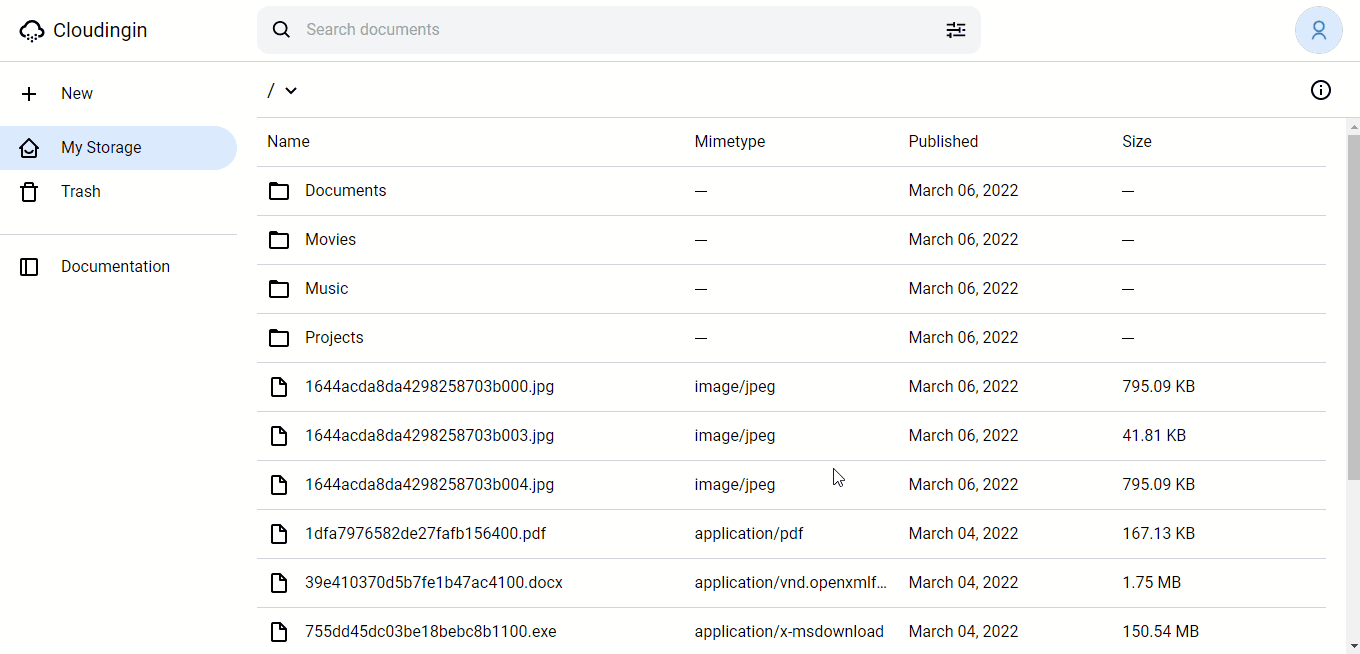 Cloudingin
Search documents
New
My Storage
Trash
Documentation
/
Name Mimetype Published Size
Documents — March 06, 2022 —
Movies — March 06, 2022 —
Music — March 06, 2022 —
Projects — March 06, 2022 —
1644acda8da4298258703b000.jpg image/jpeg March 06, 2022 795.09 KB
1644acda8da4298258703b003.jpg image/jpeg March 06, 2022 41.81 KB
1644acda8da4298258703b004.jpg image/jpeg March 06, 2022 795.09 KB
1dfa7976582de27fafb156400.pdf application/pdf March 04, 2022 167.13 KB
39e410370d5b7fe1b47ac4100.docx application/vnd.openxmlf... March 04, 2022 1.75 MB
755dd45dc03be18bebc8b1100.exe application/x-msdownload March 04, 2022 150.54 MB